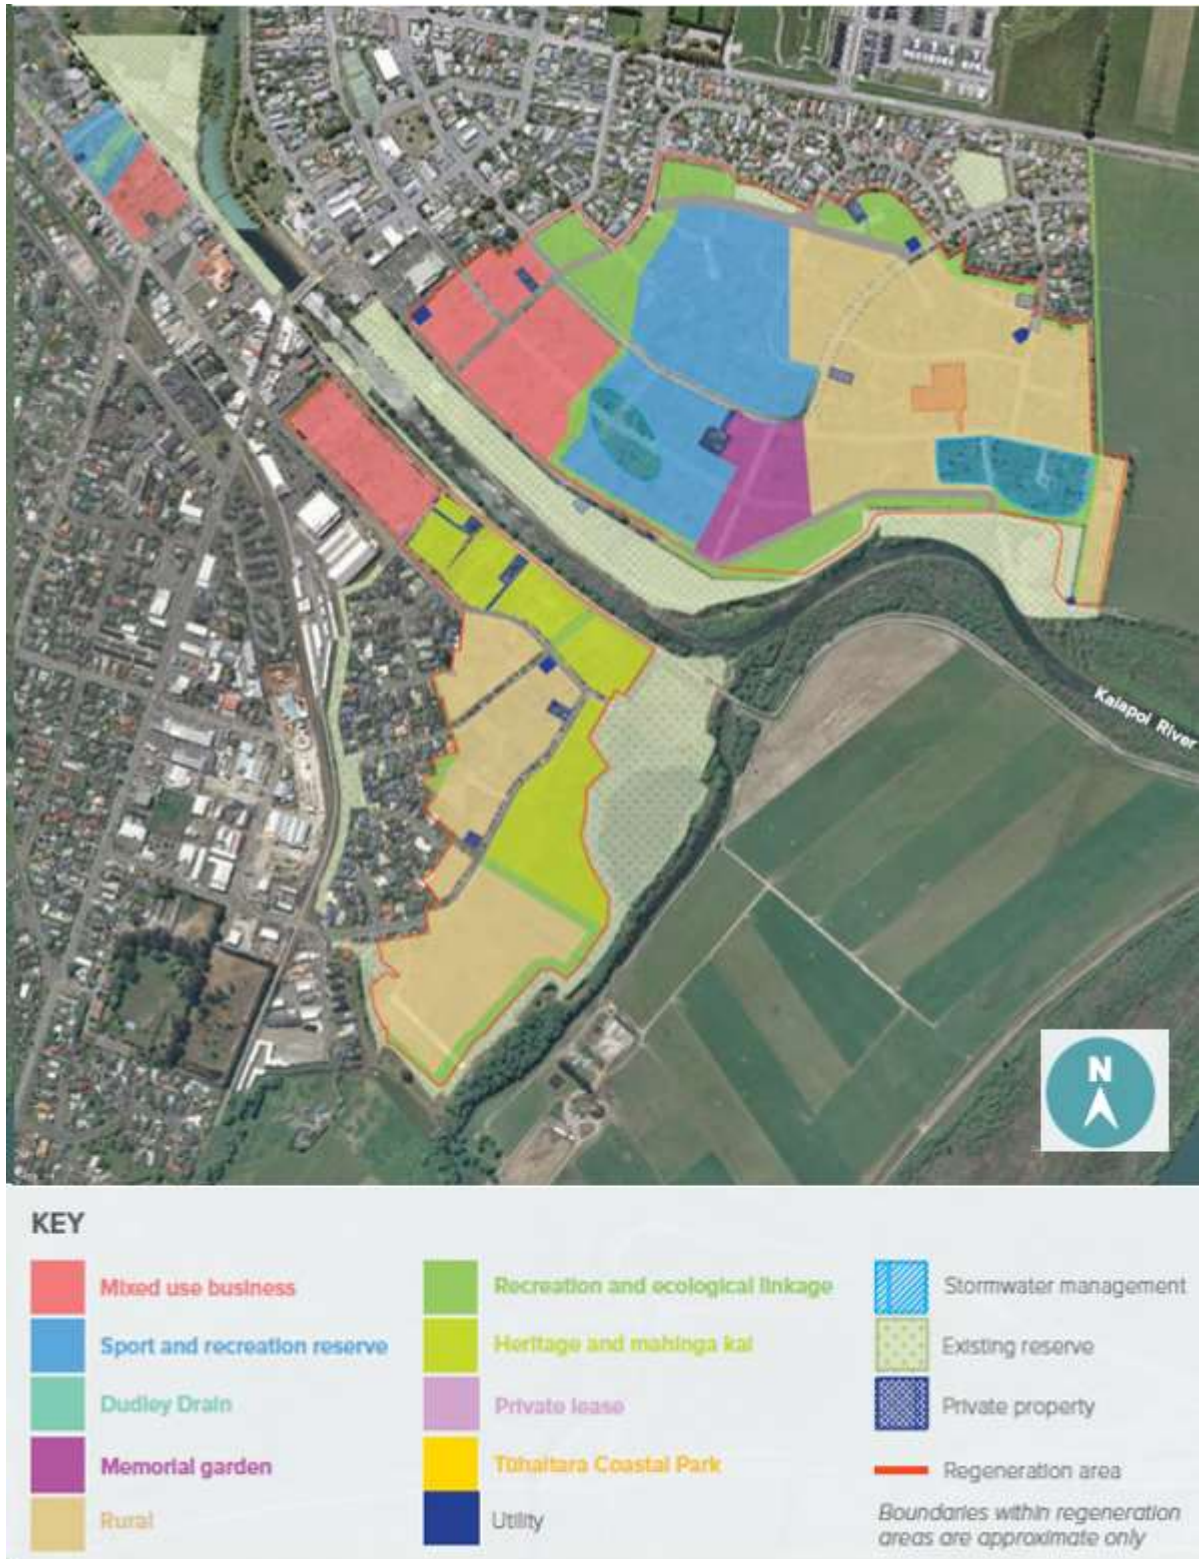 Kaiapoi River
N
KEY
Mixed use business
Sport and recreation reserve
Dudley Drain
Memorial garden
Rural
Recreation and ecological linkage
Heritage and mahinga kai
Private lease
Tūhaitara Coastal Park
Utility
Stormwater management
Existing reserve
Private property
Regeneration area
Boundaries within regeneration
areas are approximate only